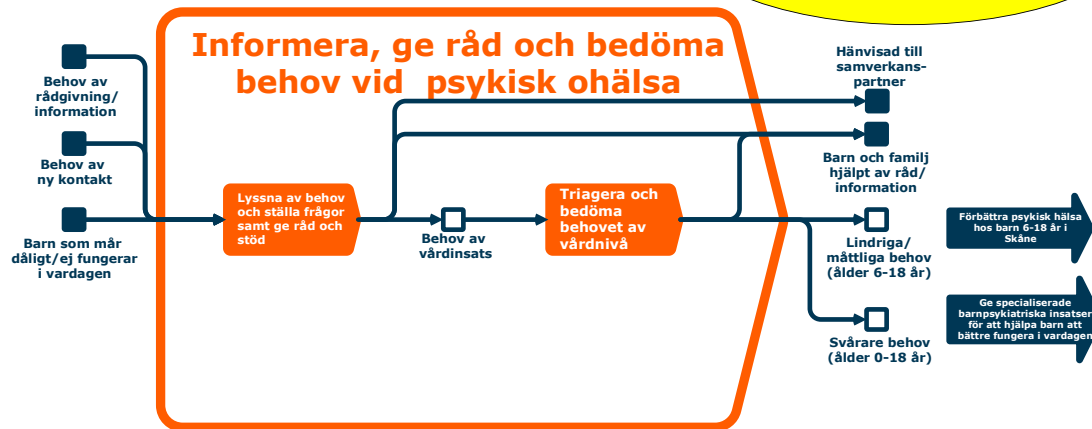 Informera, ge råd och bedöma
behov vid psykisk ohälsa
Behov av
rådgivning/
information
Behov av
ny kontakt
Barn som mår
dåligt/ej fungerar
i vardagen
Lyssna av behov
och ställa frågor
samt ge råd och
stöd
Behov av
vårdinsats
Triagera och
bedöma
behovet av
vårdnivå
Hänvisad till
samverkans-
partner
Barn och familj
hjälpt av råd/
information
Lindriga/
måttliga behov
(ålder 6-18 år)
Svårare behov
(ålder 0-18 år)
Förbättra psykisk hälsa
hos barn 6-18 år i
Skåne
Ge specialiserade
barnpsykiatriska insatser
för att hjälpa barn att
bättre fungera i vardagen